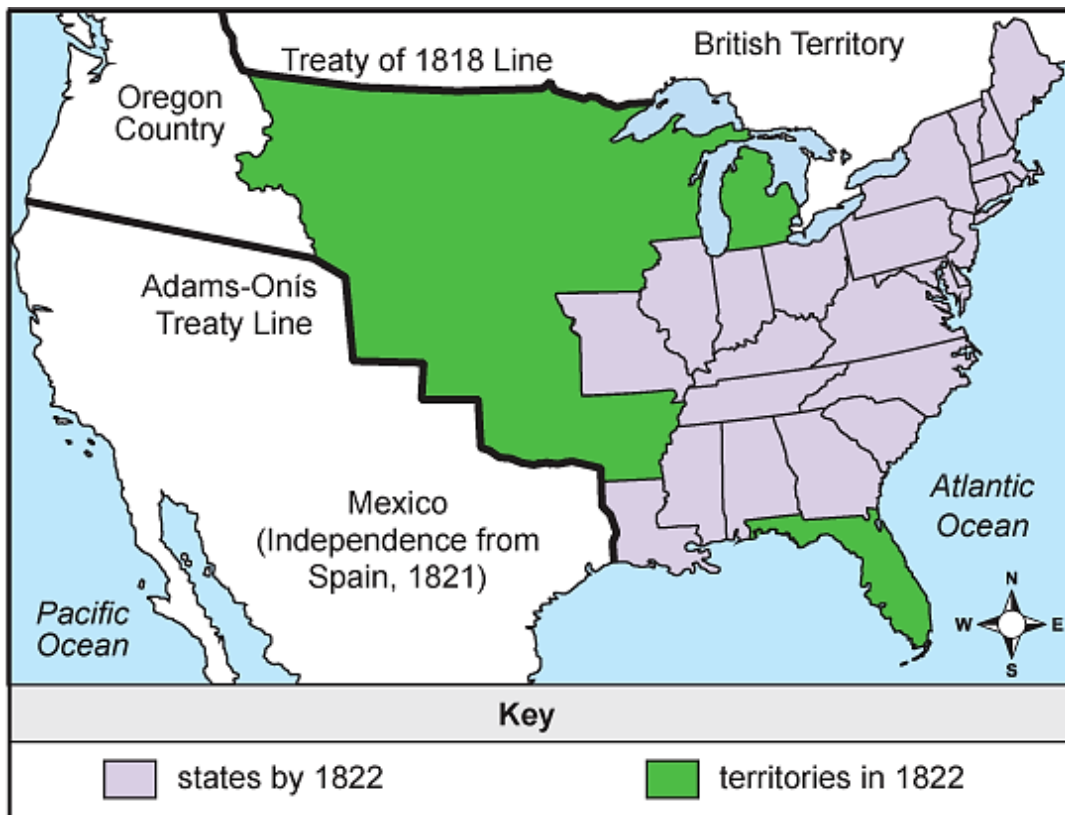 British Territory
Treaty of 1818 Line
Oregon
Country
Adams-Onís
Treaty Line
Mexico
(Independence from
Spain, 1821)
Pacific
Ocean
Atlantic
Ocean
N
W E
S
Key
states by 1822
territories in 1822